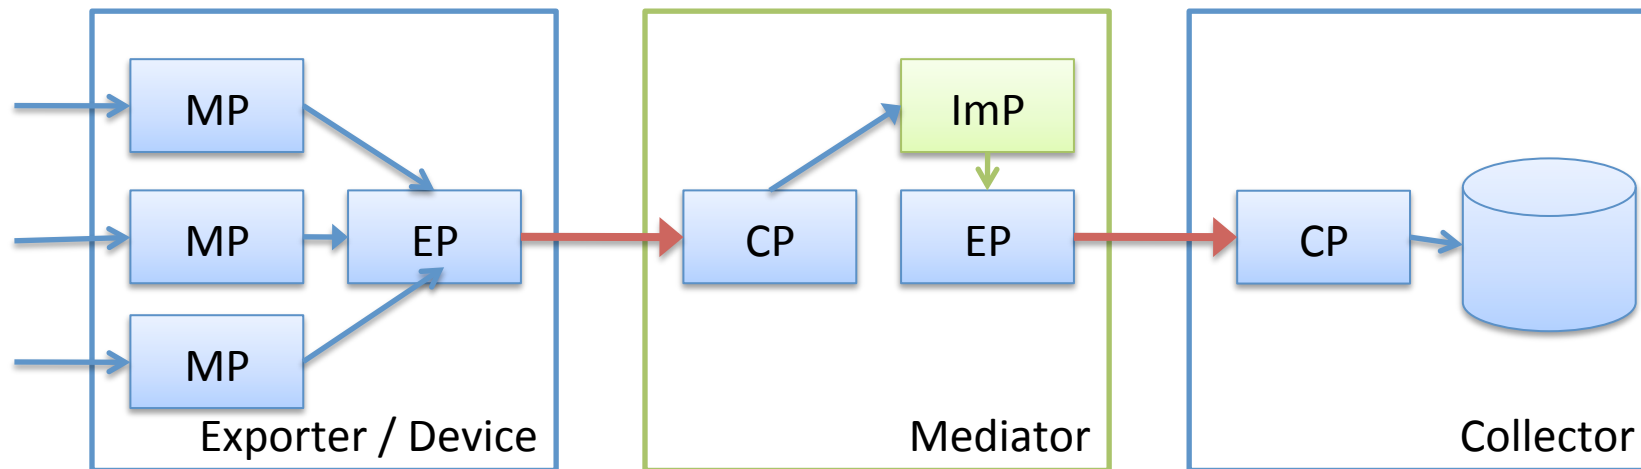 MP
MP
MP
EP
Exporter / Device
CP
ImP
EP
Mediator
CP
Collector